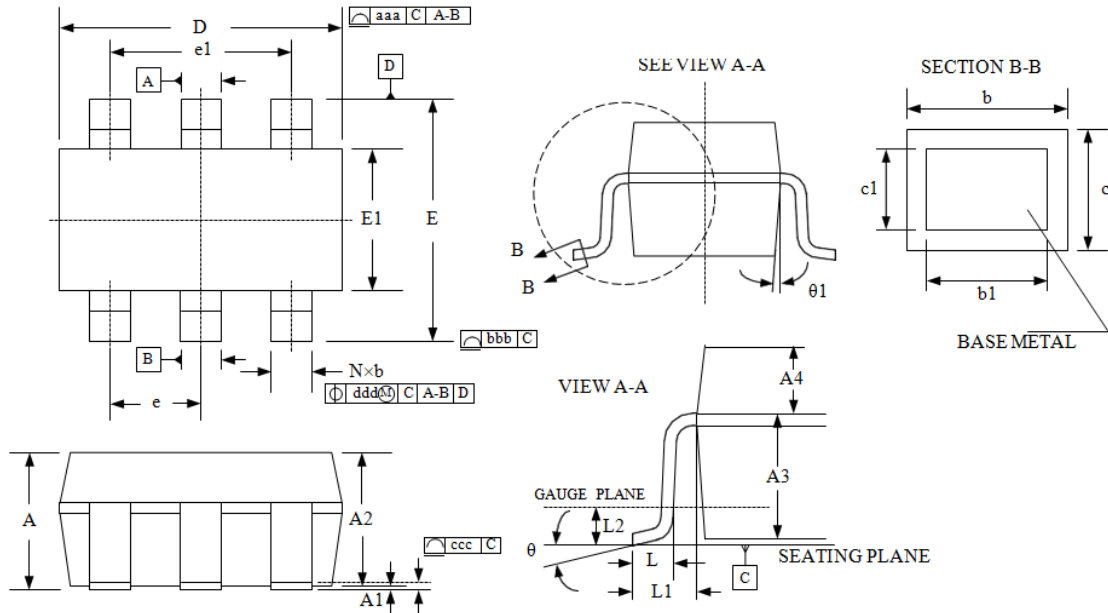 aaa C A-B
D
e1
A
D
E1
E
B
bbb C
N×b
ddd M C A-B D
e
A
A2
ccc C
A1
SEE VIEW A-A
B
B
θ1
SECTION B-B
b
c1
c
b1
BASE METAL
VIEW A-A
A4
A3
GAUGE PLANE
L2
θ
L
SEATING PLANE
L1
C